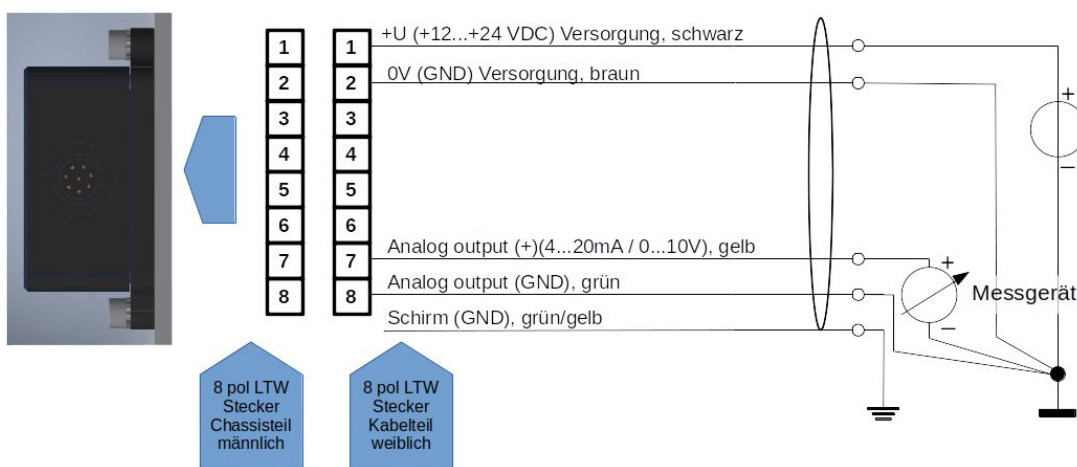 +U (+12...+24 VDC) Versorgung, schwarz
0V (GND) Versorgung, braun
1 1
2 2
3 3
4 4
5 5
6 6
7 7
8 8
Analog output (+)(4...20mA / 0...10V), gelb
Analog output (GND), grün
Schirm (GND), grün/gelb
+
−
+
−
Messgerät
8 pol LTW
Stecker
Chassisteil
männlich
8 pol LTW
Stecker
Kabelteil
weiblich